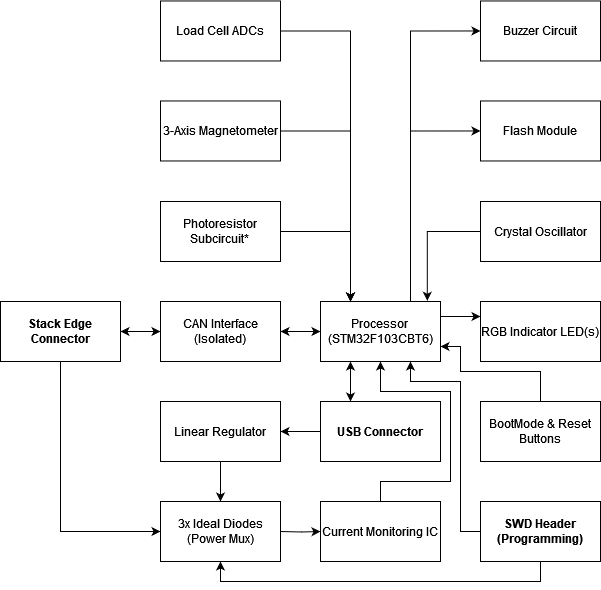 Load Cell ADCs
Buzzer Circuit
3-Axis Magnetometer
Flash Module
Photoresistor
Subcircuit*
Crystal Oscillator
Stack Edge
Connector
CAN Interface
(Isolated)
Processor
(STM32F103CBT6)
RGB Indicator LED(s)
Linear Regulator
USB Connector
BootMode & Reset
Buttons
3x Ideal Diodes
(Power Mux)
Current Monitoring IC
SWD Header
(Programming)